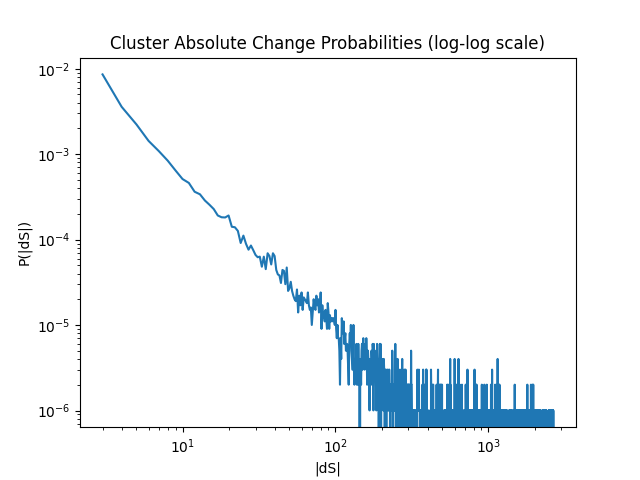 Cluster Absolute Change Probabilities (log-log scale)
P(|dS|)
10⁻²
10⁻³
10⁻⁴
10⁻⁵
10⁻⁶
10¹ 10² 10³
|dS|